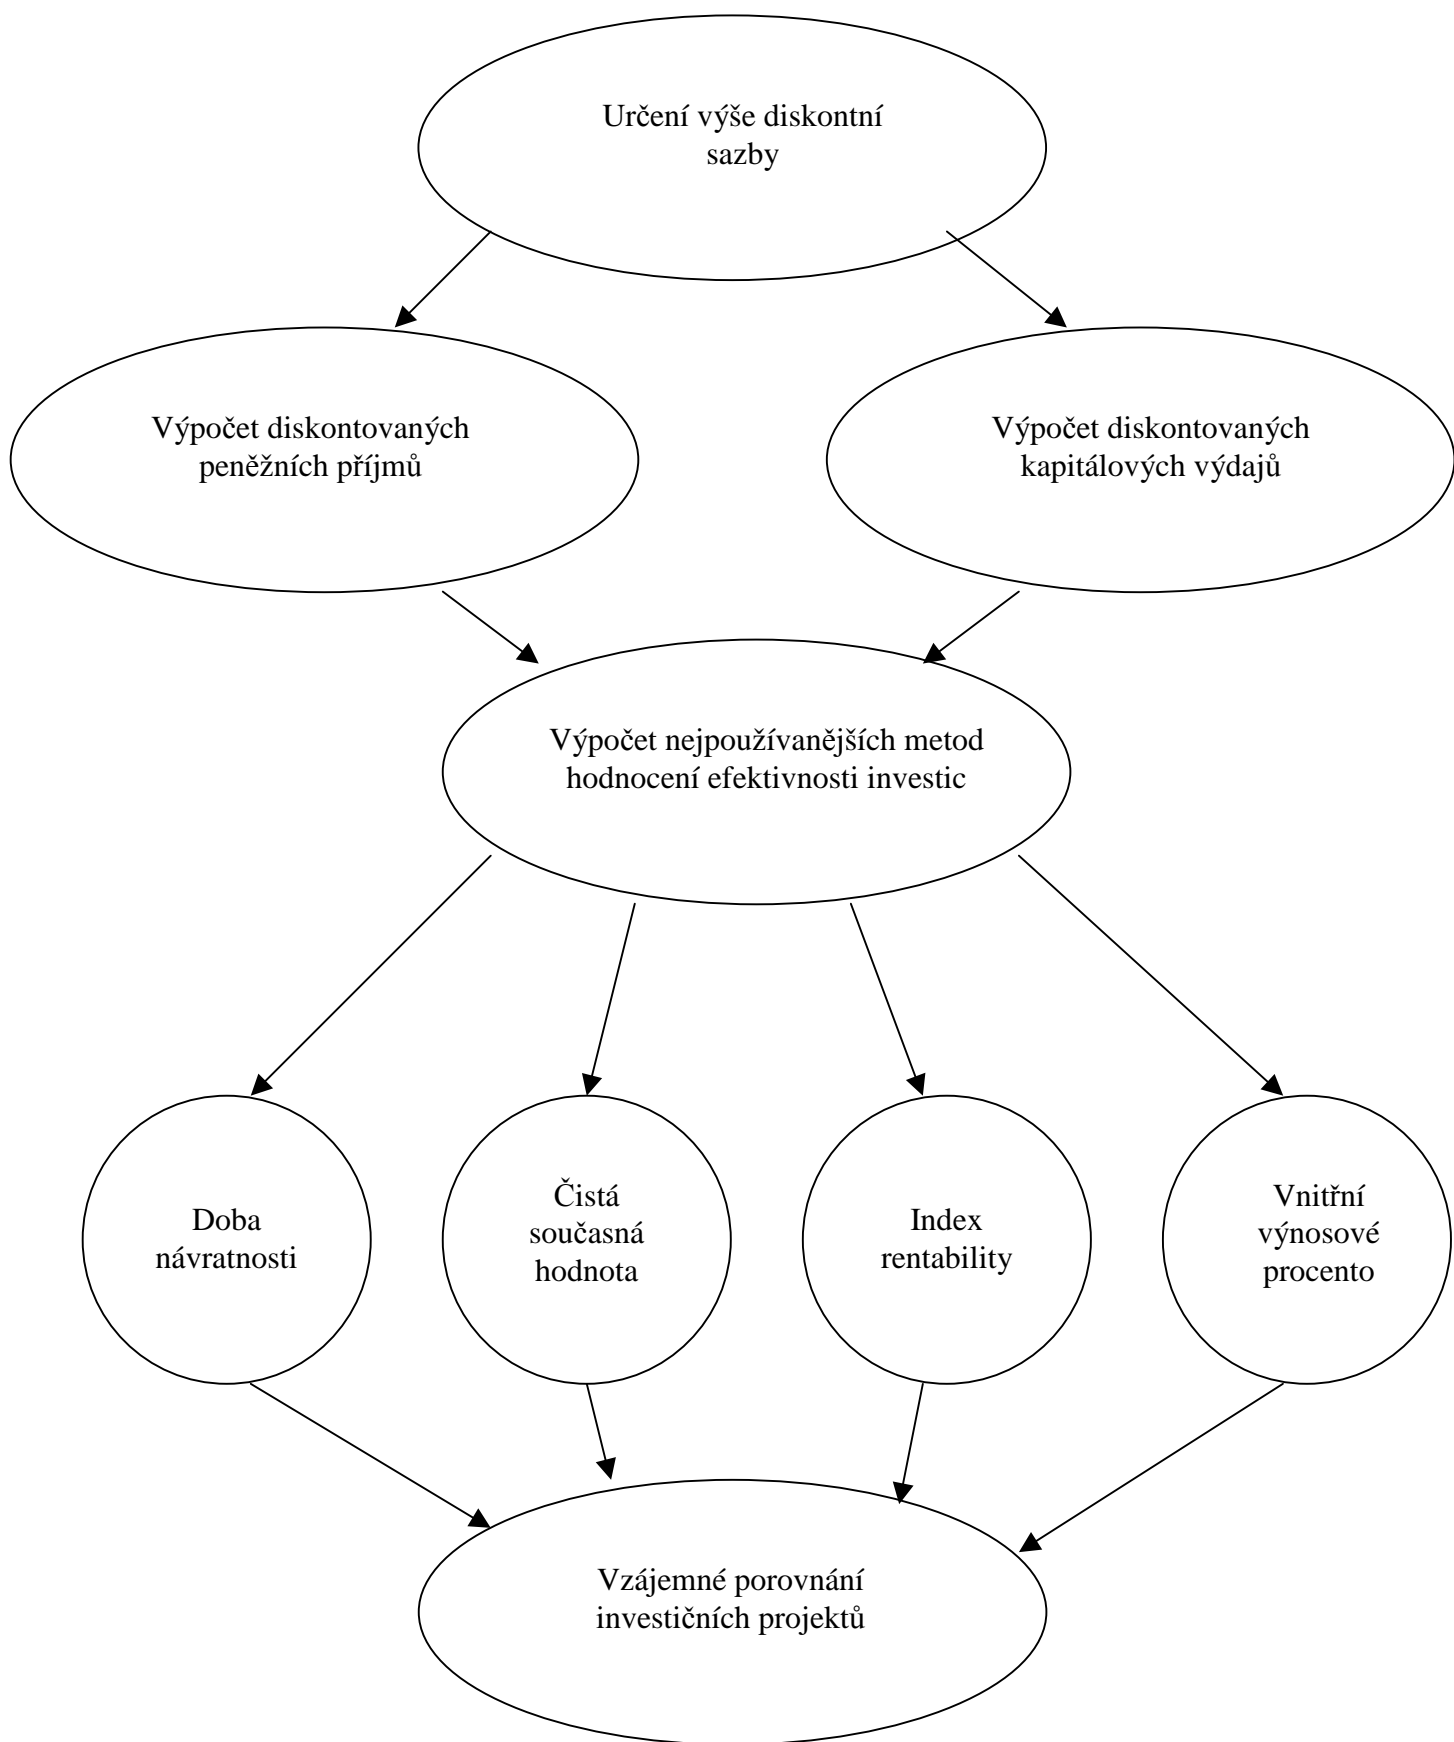 Určení výše diskontní
sazby
Výpočet diskontovaných
peněžních příjmů
Výpočet diskontovaných
kapitálových výdajů
Výpočet nejpoužívanějších metod
hodnocení efektivnosti investic
Doba
návratnosti
Čistá
současná
hodnota
Index
rentability
Vnitřní
výnosové
procento
Vzájemné porovnání
investičních projektů